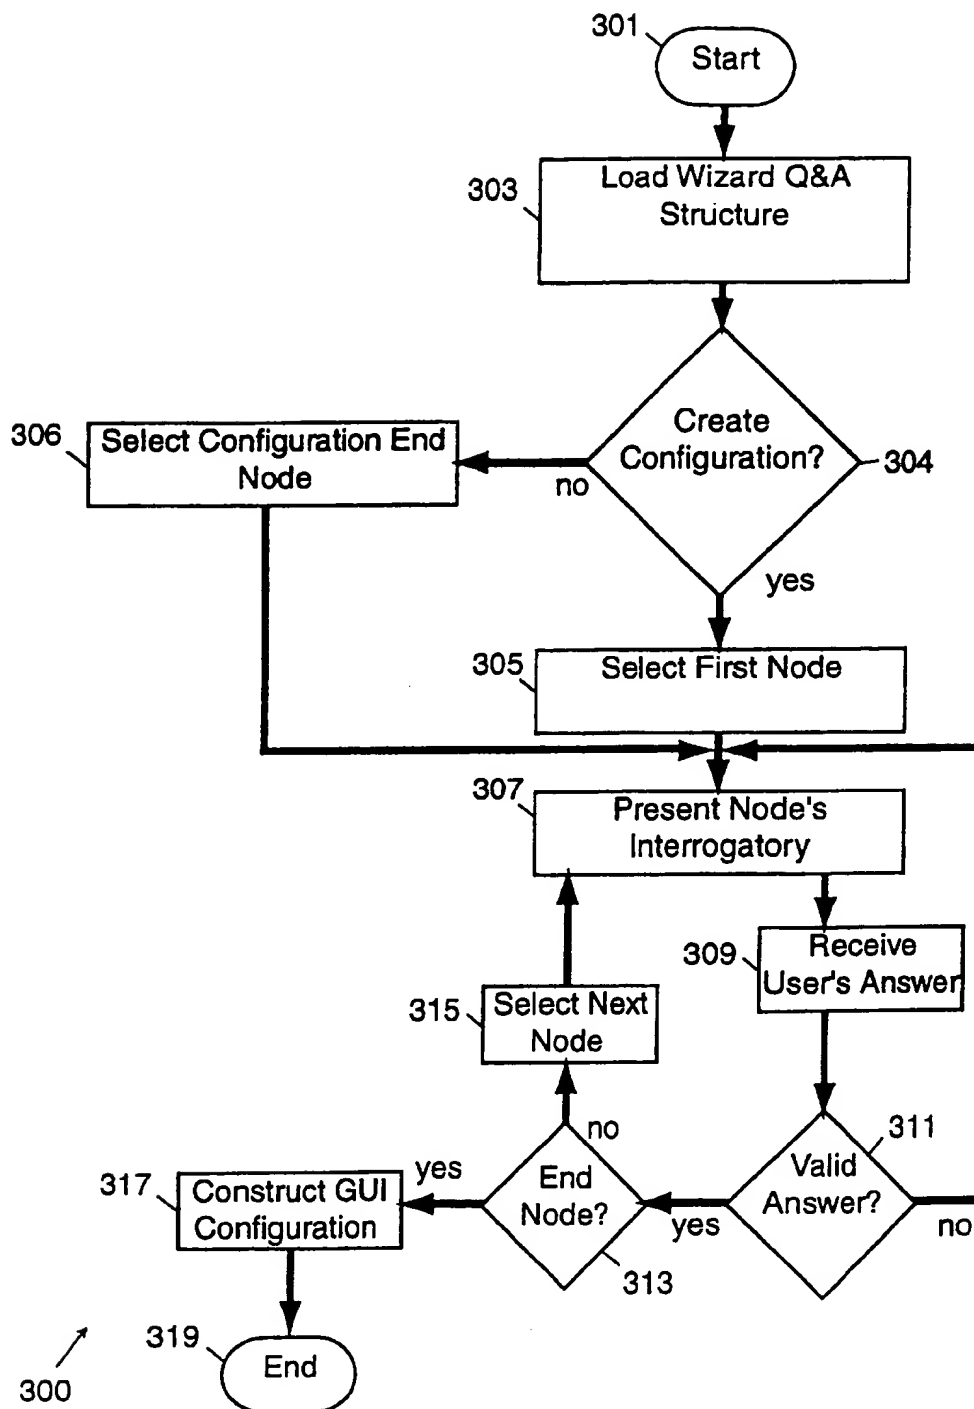 301
Start
303
Load Wizard Q&A
Structure
306
Select Configuration End
Node
Create
Configuration?
304
no
yes
305
Select First Node
307
Present Node's
Interrogatory
309
Receive
User's Answer
315
Select Next
Node
no
311
Valid
Answer?
yes
no
End
Node?
313
yes
317
Construct GUI
Configuration
319
End
300